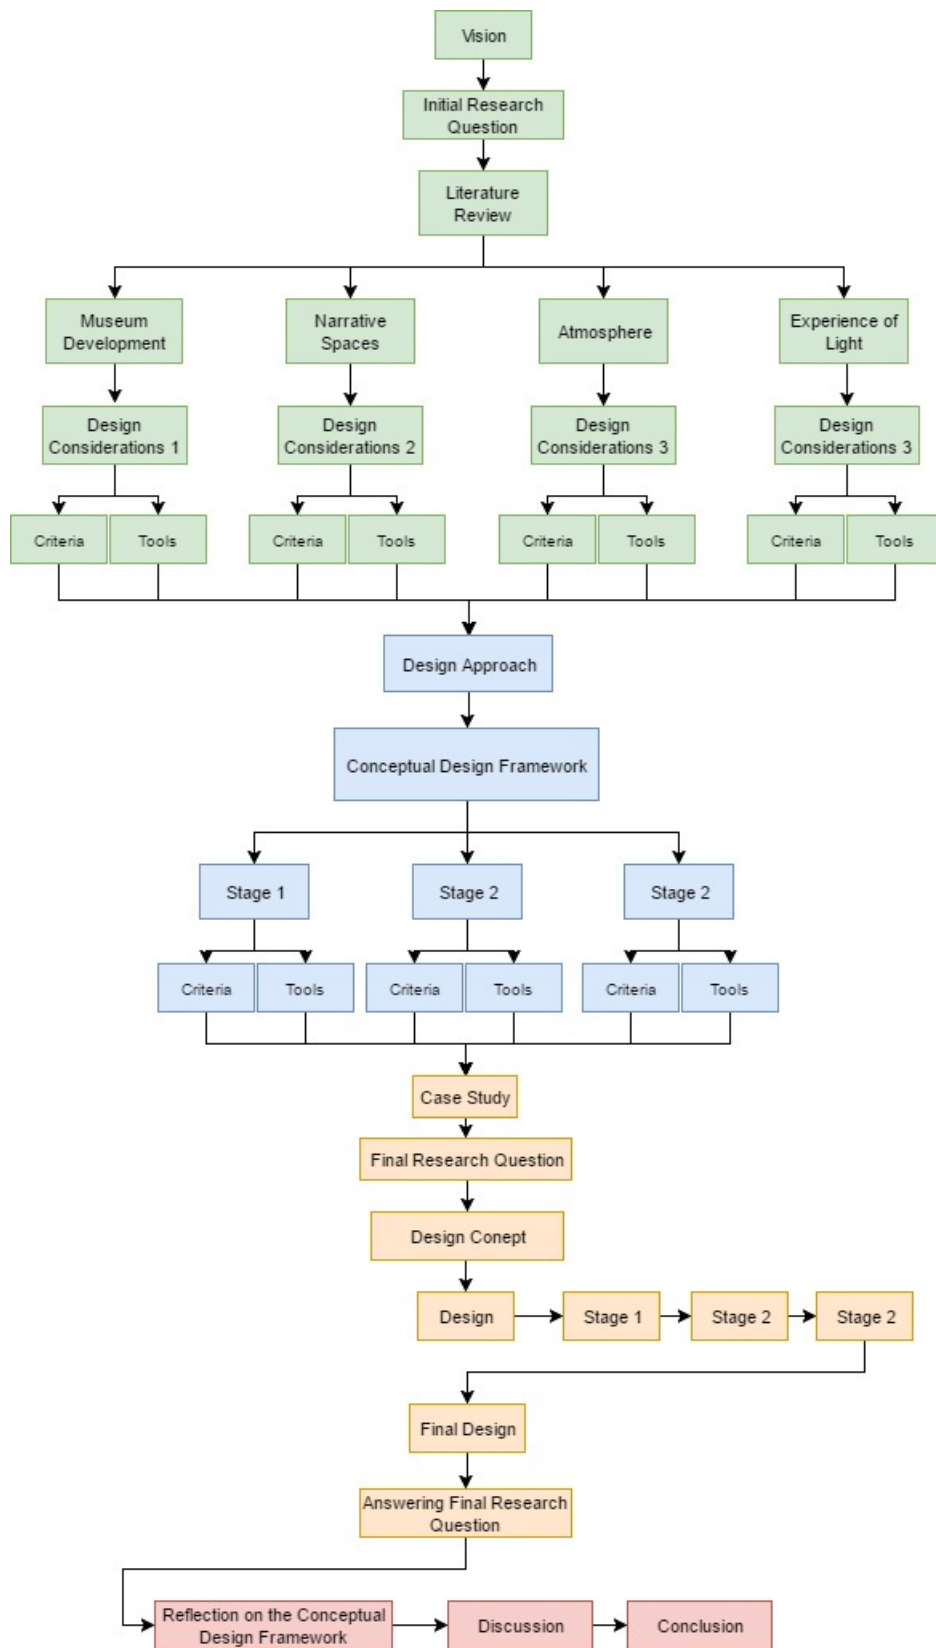 Vision
Initial Research
Question
Literature
Review
Museum
Development
Narrative
Spaces
Atmosphere
Experience of
Light
Design
Considerations 1
Design
Considerations 2
Design
Considerations 3
Design
Considerations 3
Criteria
Tools
Criteria
Tools
Criteria
Tools
Criteria
Tools
Design Approach
Conceptual Design Framework
Stage 1
Stage 2
Stage 2
Criteria
Tools
Criteria
Tools
Criteria
Tools
Case Study
Final Research Question
Design Conept
Design
Stage 1
Stage 2
Stage 2
Final Design
Answering Final Research
Question
Reflection on the Conceptual
Design Framework
Discussion
Conclusion